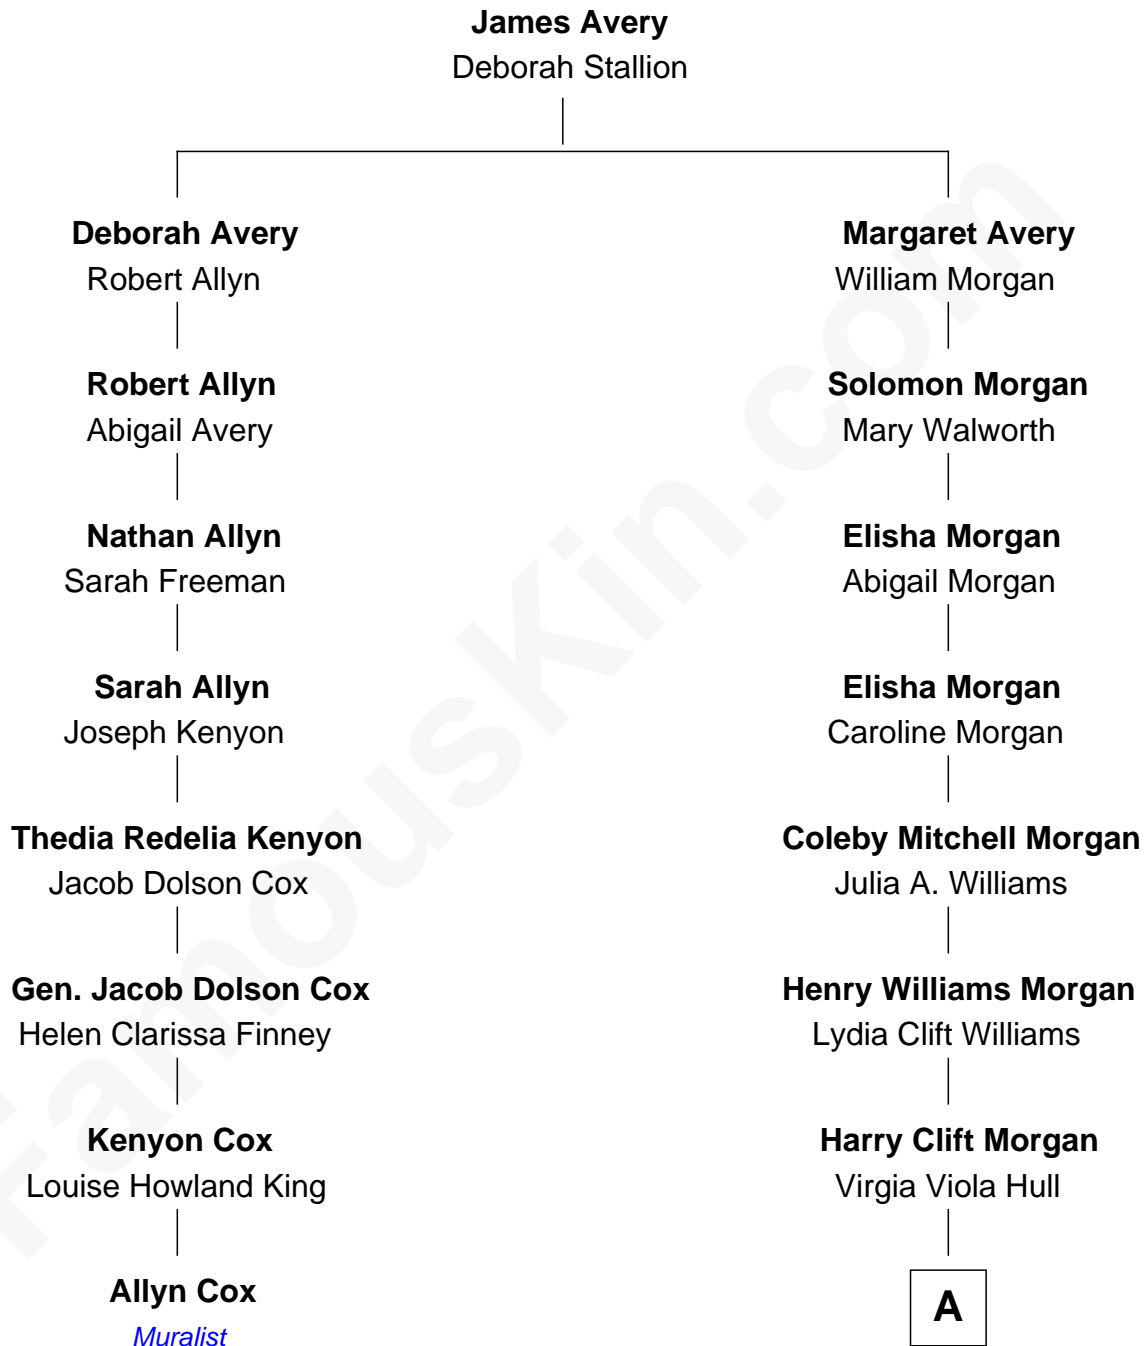 James Avery
Deborah Stallion
Deborah Avery
Robert Allyn
Robert Allyn
Abigail Avery
Nathan Allyn
Sarah Freeman
Sarah Allyn
Joseph Kenyon
Thedia Redelia Kenyon
Jacob Dolson Cox
Gen. Jacob Dolson Cox
Helen Clarissa Finney
Kenyon Cox
Louise Howland King
Allyn Cox
Muralist
Margaret Avery
William Morgan
Solomon Morgan
Mary Walworth
Elisha Morgan
Abigail Morgan
Elisha Morgan
Caroline Morgan
Coleby Mitchell Morgan
Julia A. Williams
Henry Williams Morgan
Lydia Clift Williams
Harry Clift Morgan
Virgia Viola Hull
A
FamousKin.com